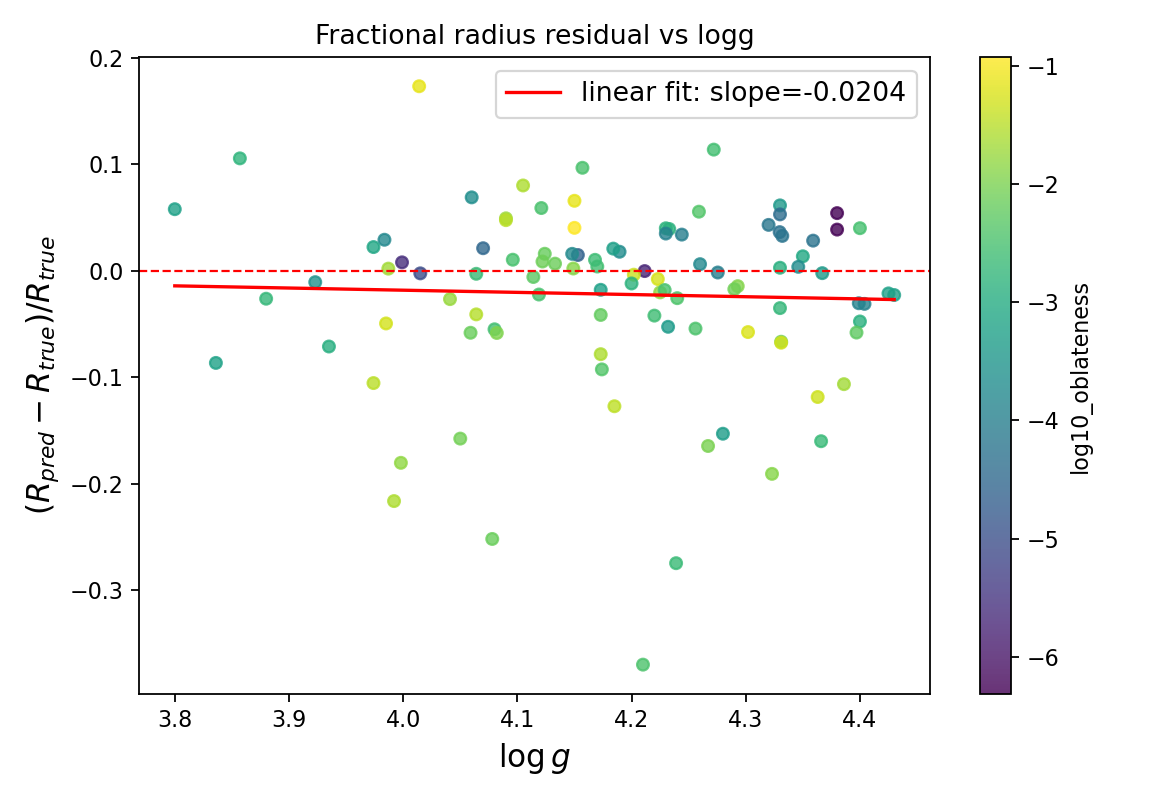 Fractional radius residual vs logg
linear fit: slope=-0.0204
0.2
0.1
0.0
−0.1
−0.2
−0.3
(R_pred − R_true)/R_true
3.8 3.9 4.0 4.1 4.2 4.3 4.4
log g
−1
−2
−3
−4
−5
−6
log10_oblateness